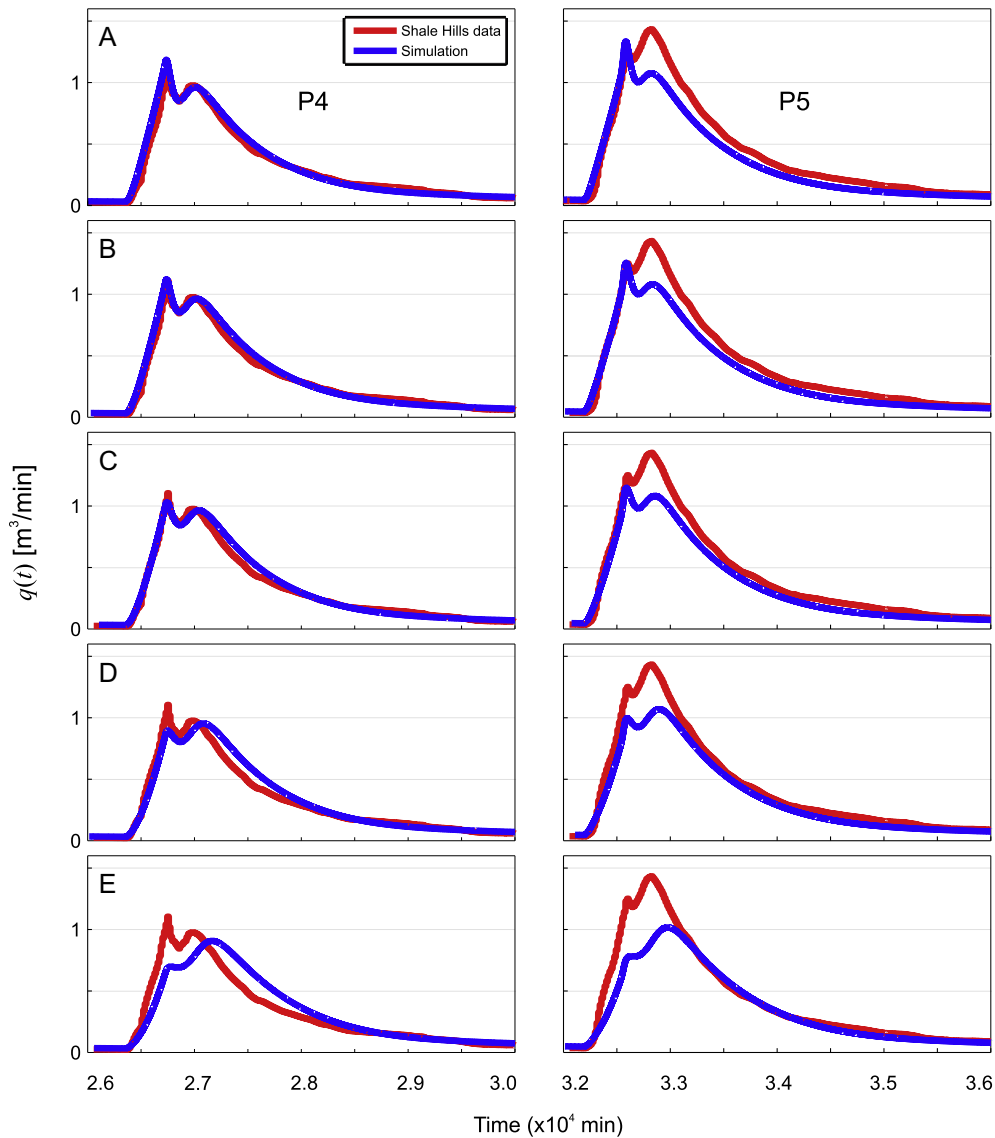 A
Shale Hills data
Simulation
P4
P5
1
0
B
1
0
C
1
0
D
1
0
E
1
0
q(t) [m³/min]
2.6 2.7 2.8 2.9 3.0 3.2 3.3 3.4 3.5 3.6
Time (x10⁴ min)